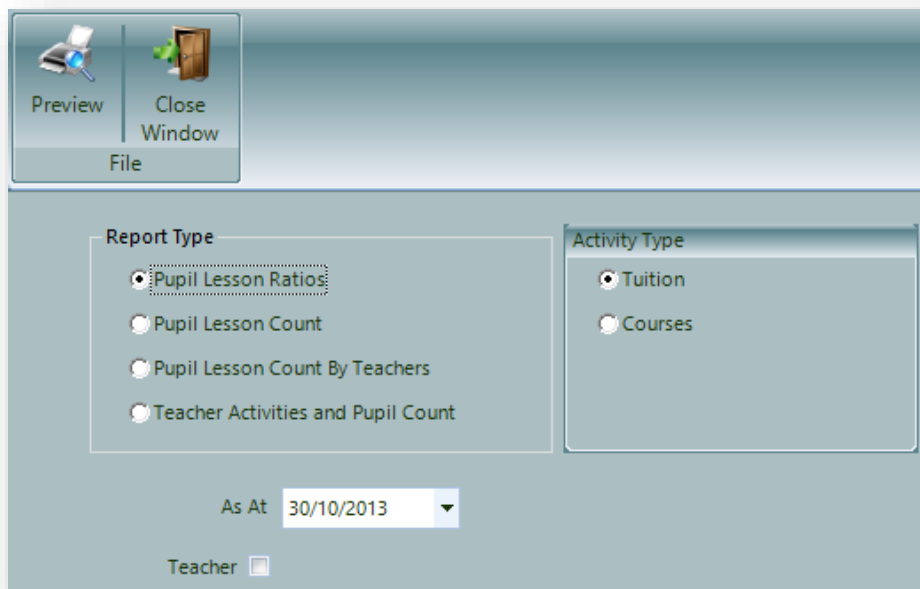 Preview
Close
Window
File
Report Type
Pupil Lesson Ratios
Pupil Lesson Count
Pupil Lesson Count By Teachers
Teacher Activities and Pupil Count
Activity Type
Tuition
Courses
As At 30/10/2013
Teacher